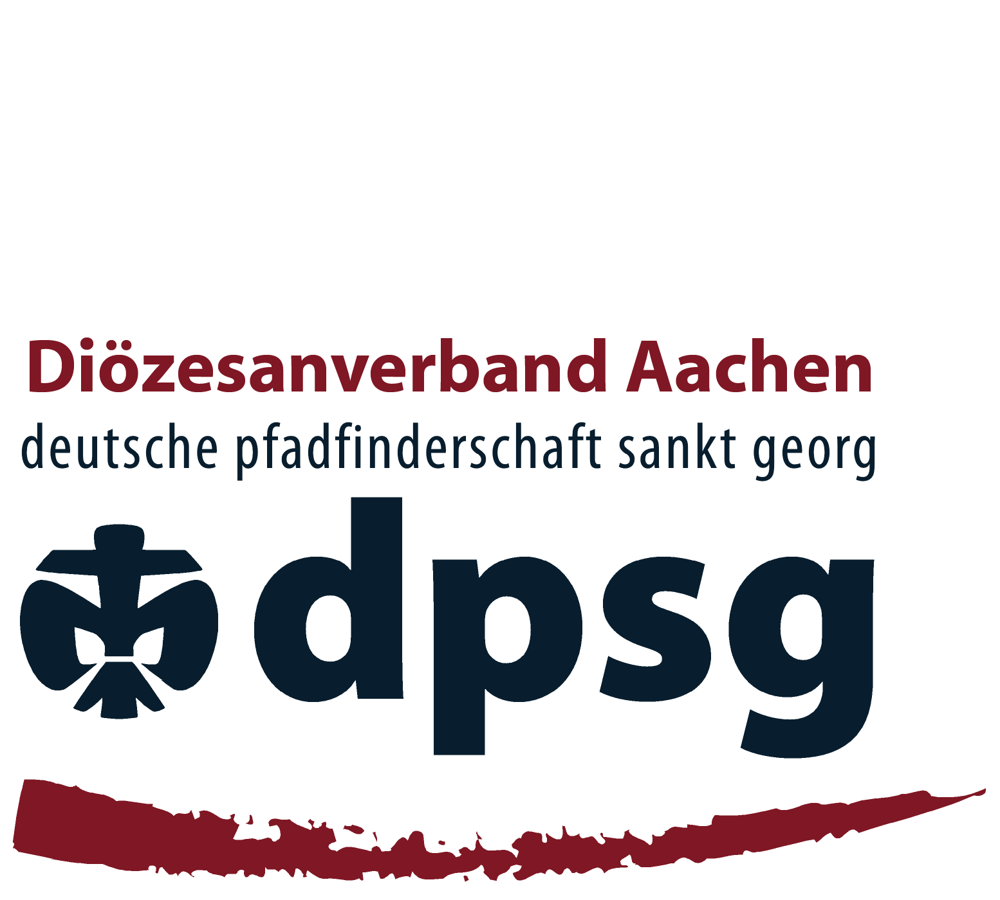 Diözesanverband Aachen
deutsche pfadfinderschaft sankt georg
dpsg